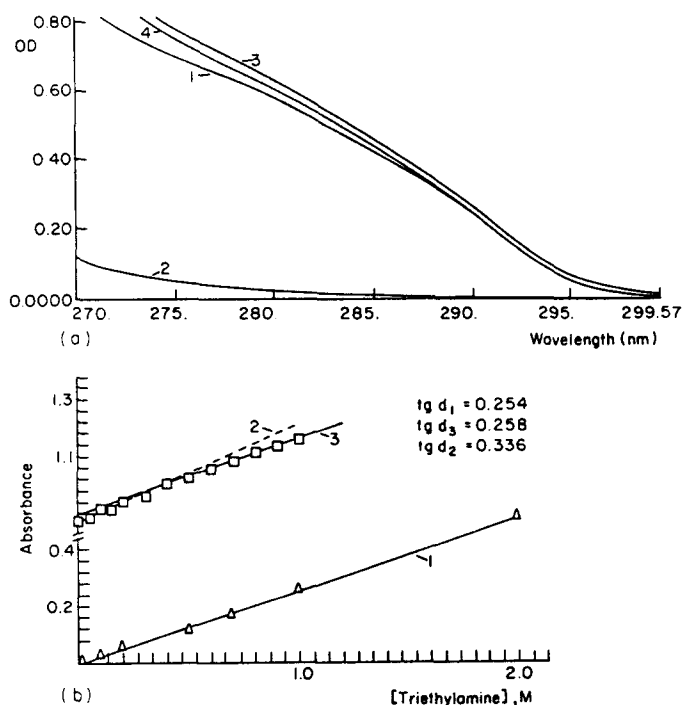 0.80
OD
0.60
0 40
0.20
0.0000
4
3
1
2
270.
275.
280.
285.
290.
295.
299.57
(a)
Wavelength (nm)
1.3
1.1
0.4
0.2
Absorbance
2
3
1
tg d₁ = 0.254
tg d₃ = 0.258
tg d₂ = 0.336
1.0
2.0
(b)
[Triethylamine] ,M